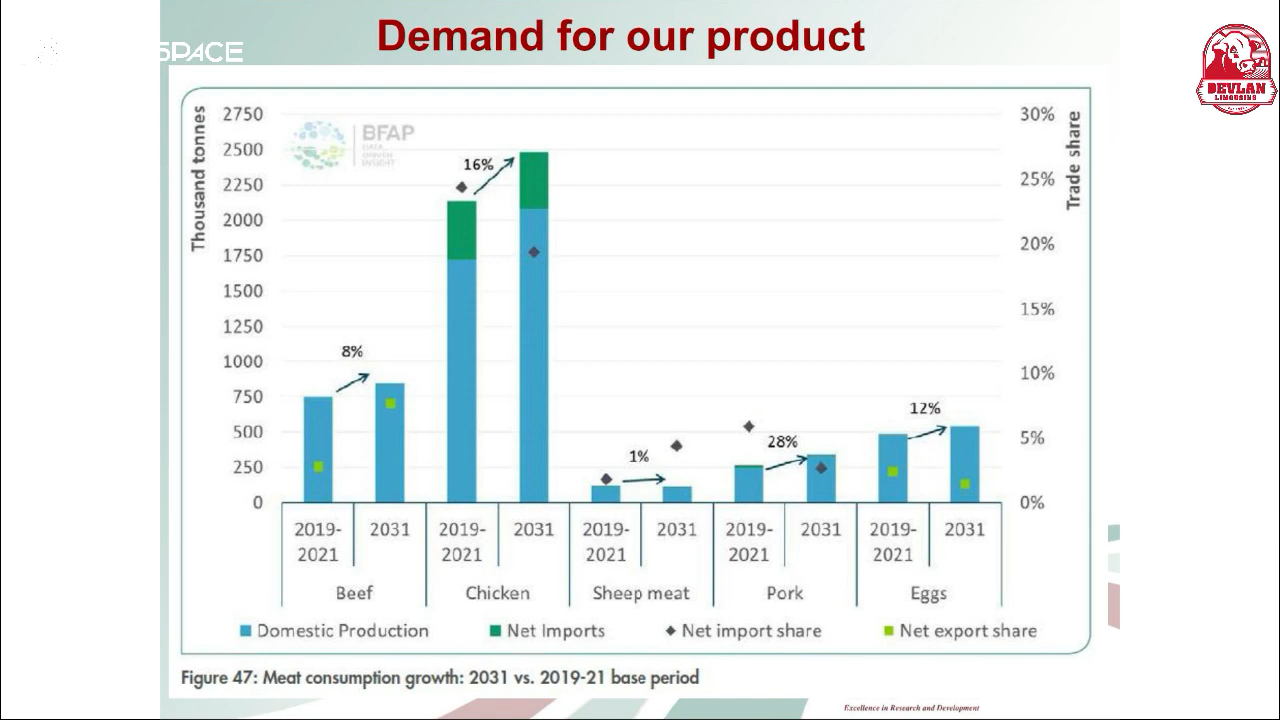 Demand for our product
SPACE
DEVLAN
LIMOUSINS
Thousand tonnes
2750
2500
2250
2000
1750
1500
1250
1000
750
500
250
0
BFAP
DATA
DRIVEN
INSIGHT
30%
25%
20%
15%
10%
5%
0%
Trade share
8%
16%
1%
28%
12%
2019-
2021
2031
2019-
2021
2031
2019-
2021
2031
2019-
2021
2031
2019-
2021
2031
Beef
Chicken
Sheep meat
Pork
Eggs
Domestic Production
Net Imports
Net import share
Net export share
Figure 47: Meat consumption growth: 2031 vs. 2019-21 base period
Excellence in Research and Development